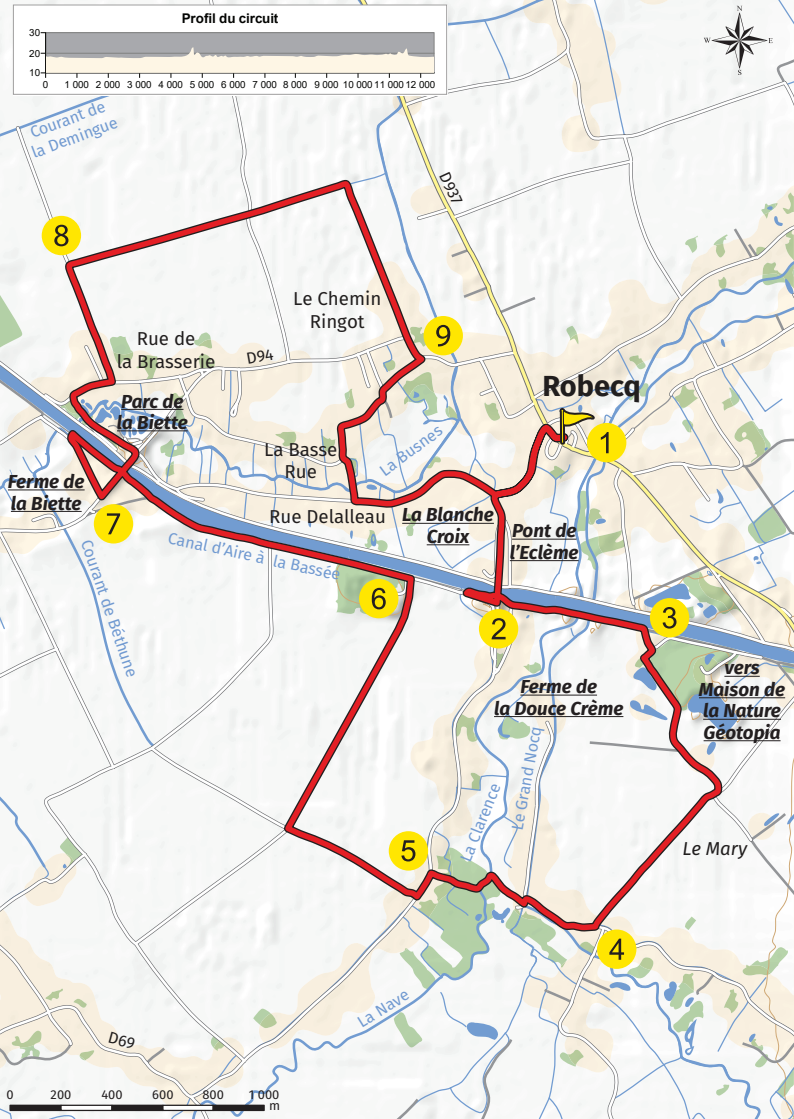 Profil du circuit
30
20
10
0 1 000 2 000 3 000 4 000 5 000 6 000 7 000 8 000 9 000 10 000 11 000 12 000
N
W
E
S
Courant de
la Demingue
D937
8
Le Chemin
Ringot
9
Rue de
la Brasserie
D94
Robecq
Parc de
la Biette
1
La Basse
Rue
La Busnes
Ferme de
la Biette
7
Rue Delalleau
La Blanche
Croix
Pont de
l'Eclème
Canal d'Aire à la Bassée
Courant de Béthune
6
2
3
vers
Maison de
la Nature
Géotopia
Ferme de
la Douce Crème
Le Grand Nocq
La Clarence
5
Le Mary
4
La Nave
D69
0 200 400 600 800 1 000
m